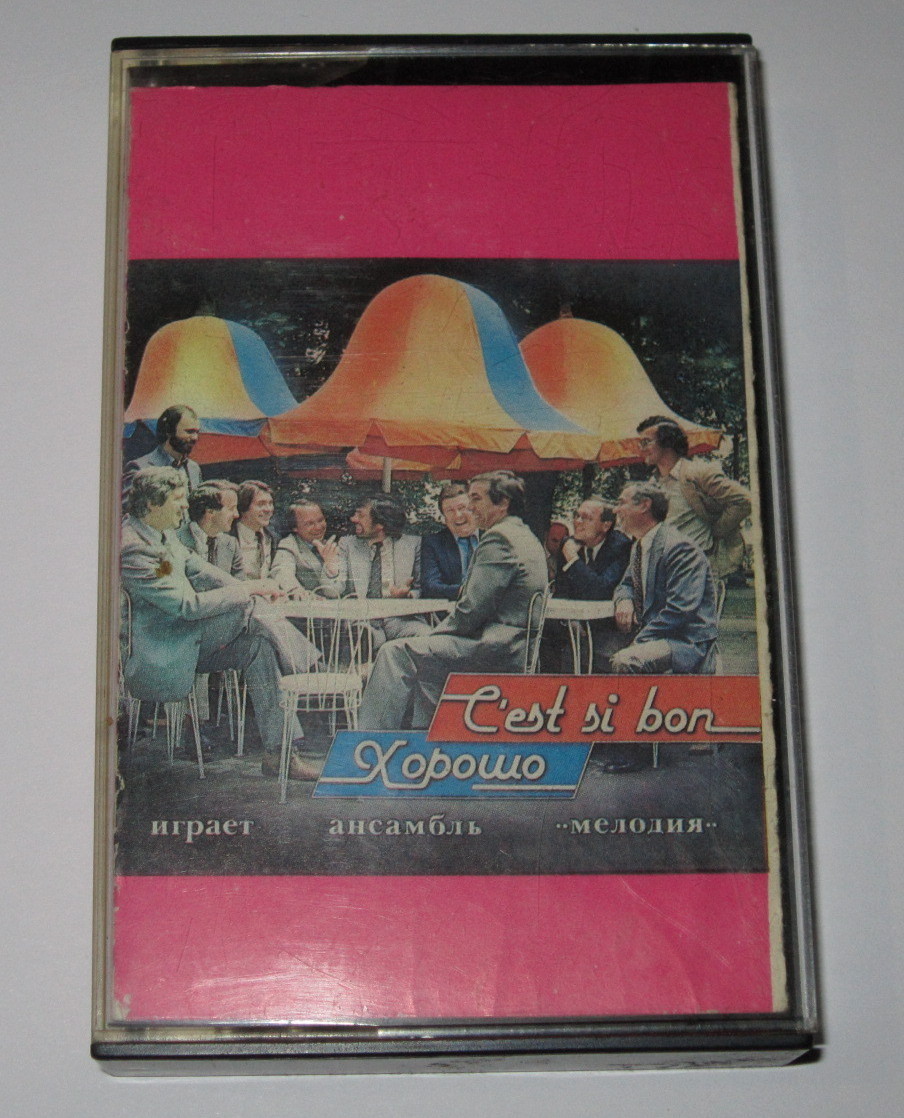 C'est si bon
Хорошо
играет ансамбль "мелодия"